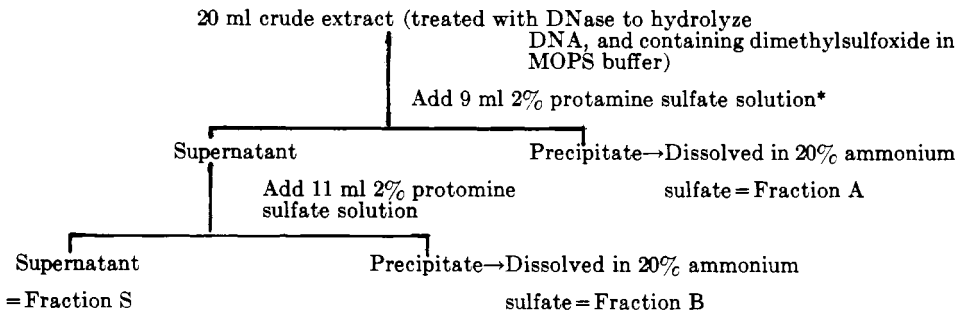 20 ml crude extract (treated with DNase to hydrolyze
DNA, and containing dimethylsulfoxide in
MOPS buffer)
Add 9 ml 2% protamine sulfate solution*
Supernatant
Precipitate→Dissolved in 20% ammonium
sulfate = Fraction A
Add 11 ml 2% protomine
sulfate solution
Supernatant
= Fraction S
Precipitate→Dissolved in 20% ammonium
sulfate = Fraction B